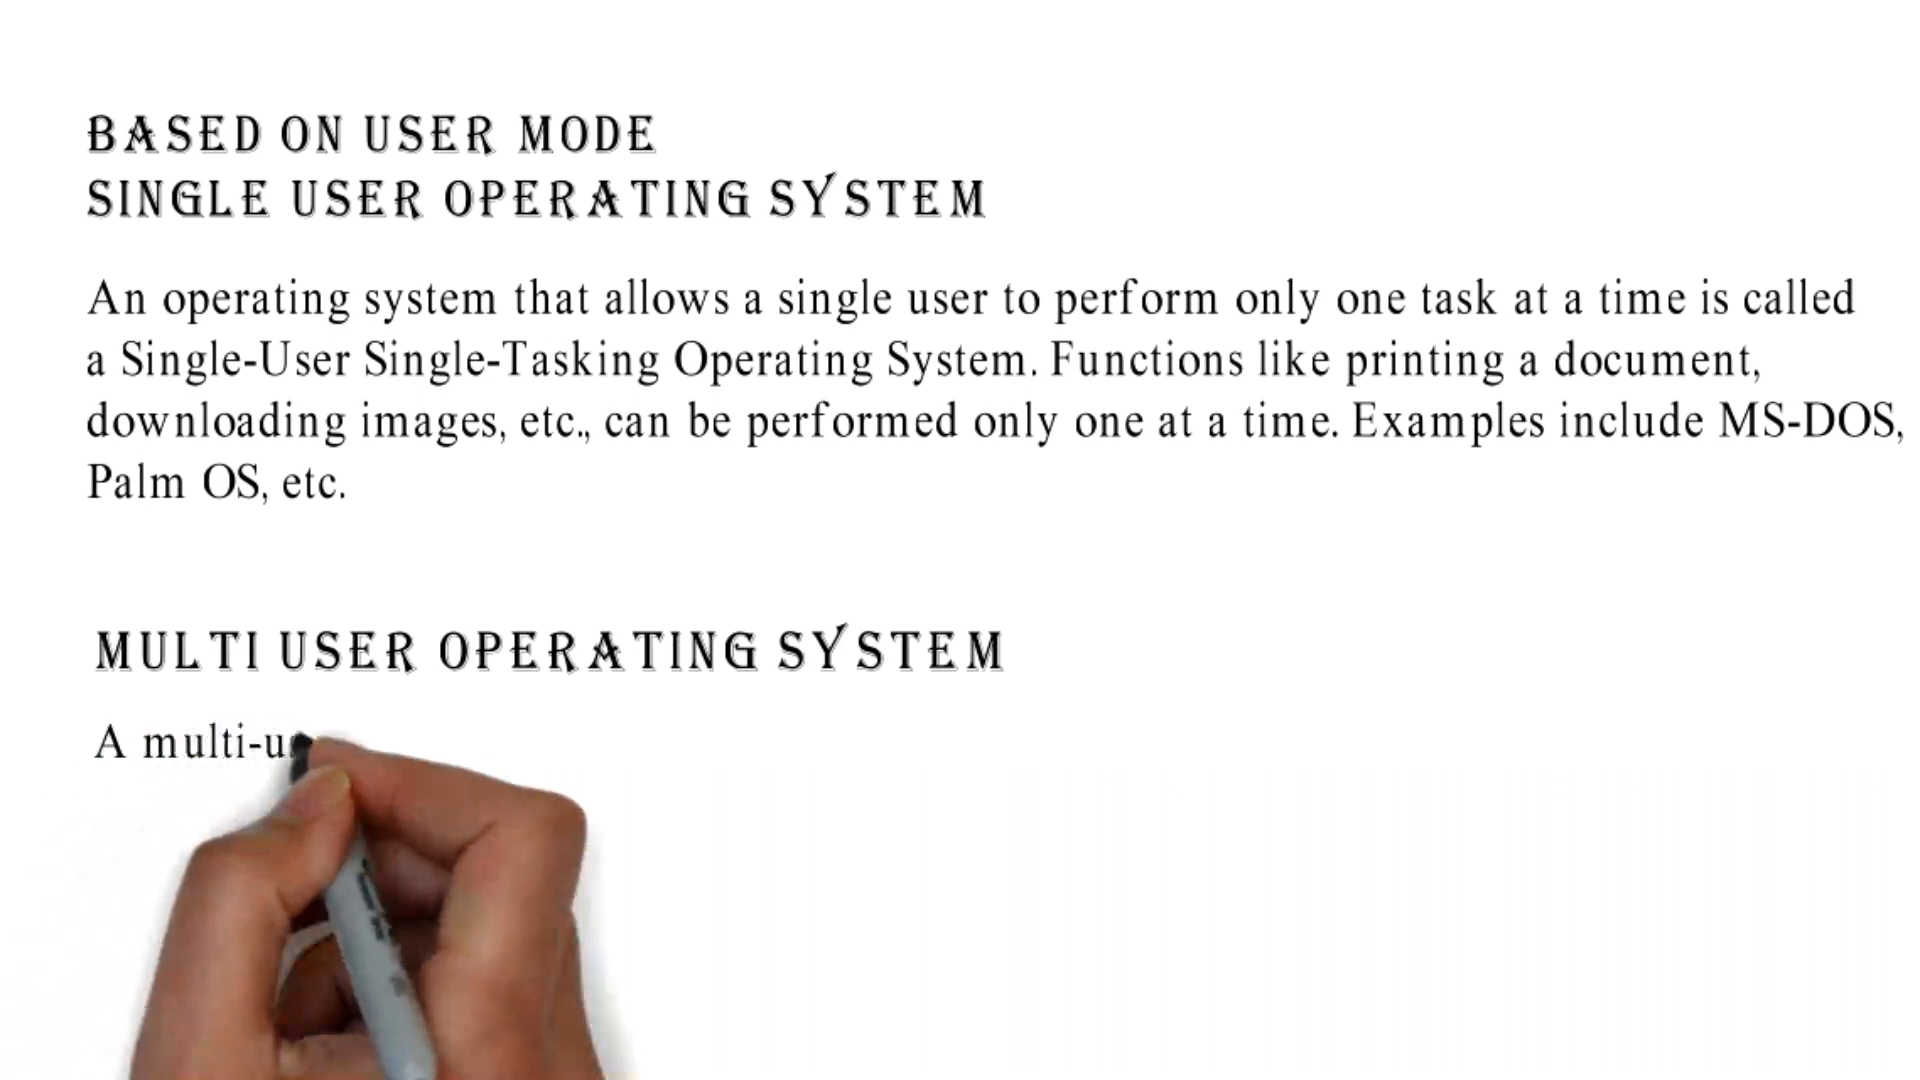 BASED ON USER MODE
SINGLE USER OPERATING SYSTEM
An operating system that allows a single user to perform only one task at a time is called
a Single-User Single-Tasking Operating System. Functions like printing a document,
downloading images, etc., can be performed only one at a time. Examples include MS-DOS,
Palm OS, etc.
MULTI USER OPERATING SYSTEM
A multi-u